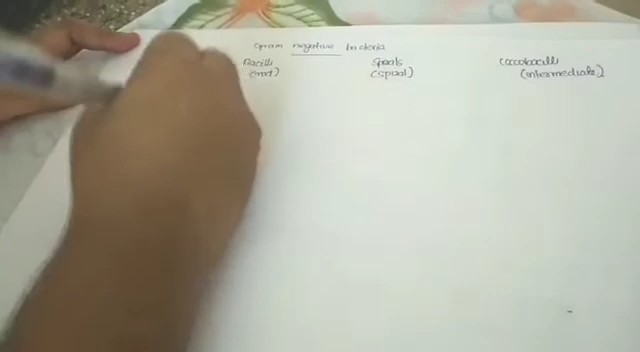 Gram negative bacteria
Bacilli Spirals Coccobacilli
(rod) (spiral) (intermediate)